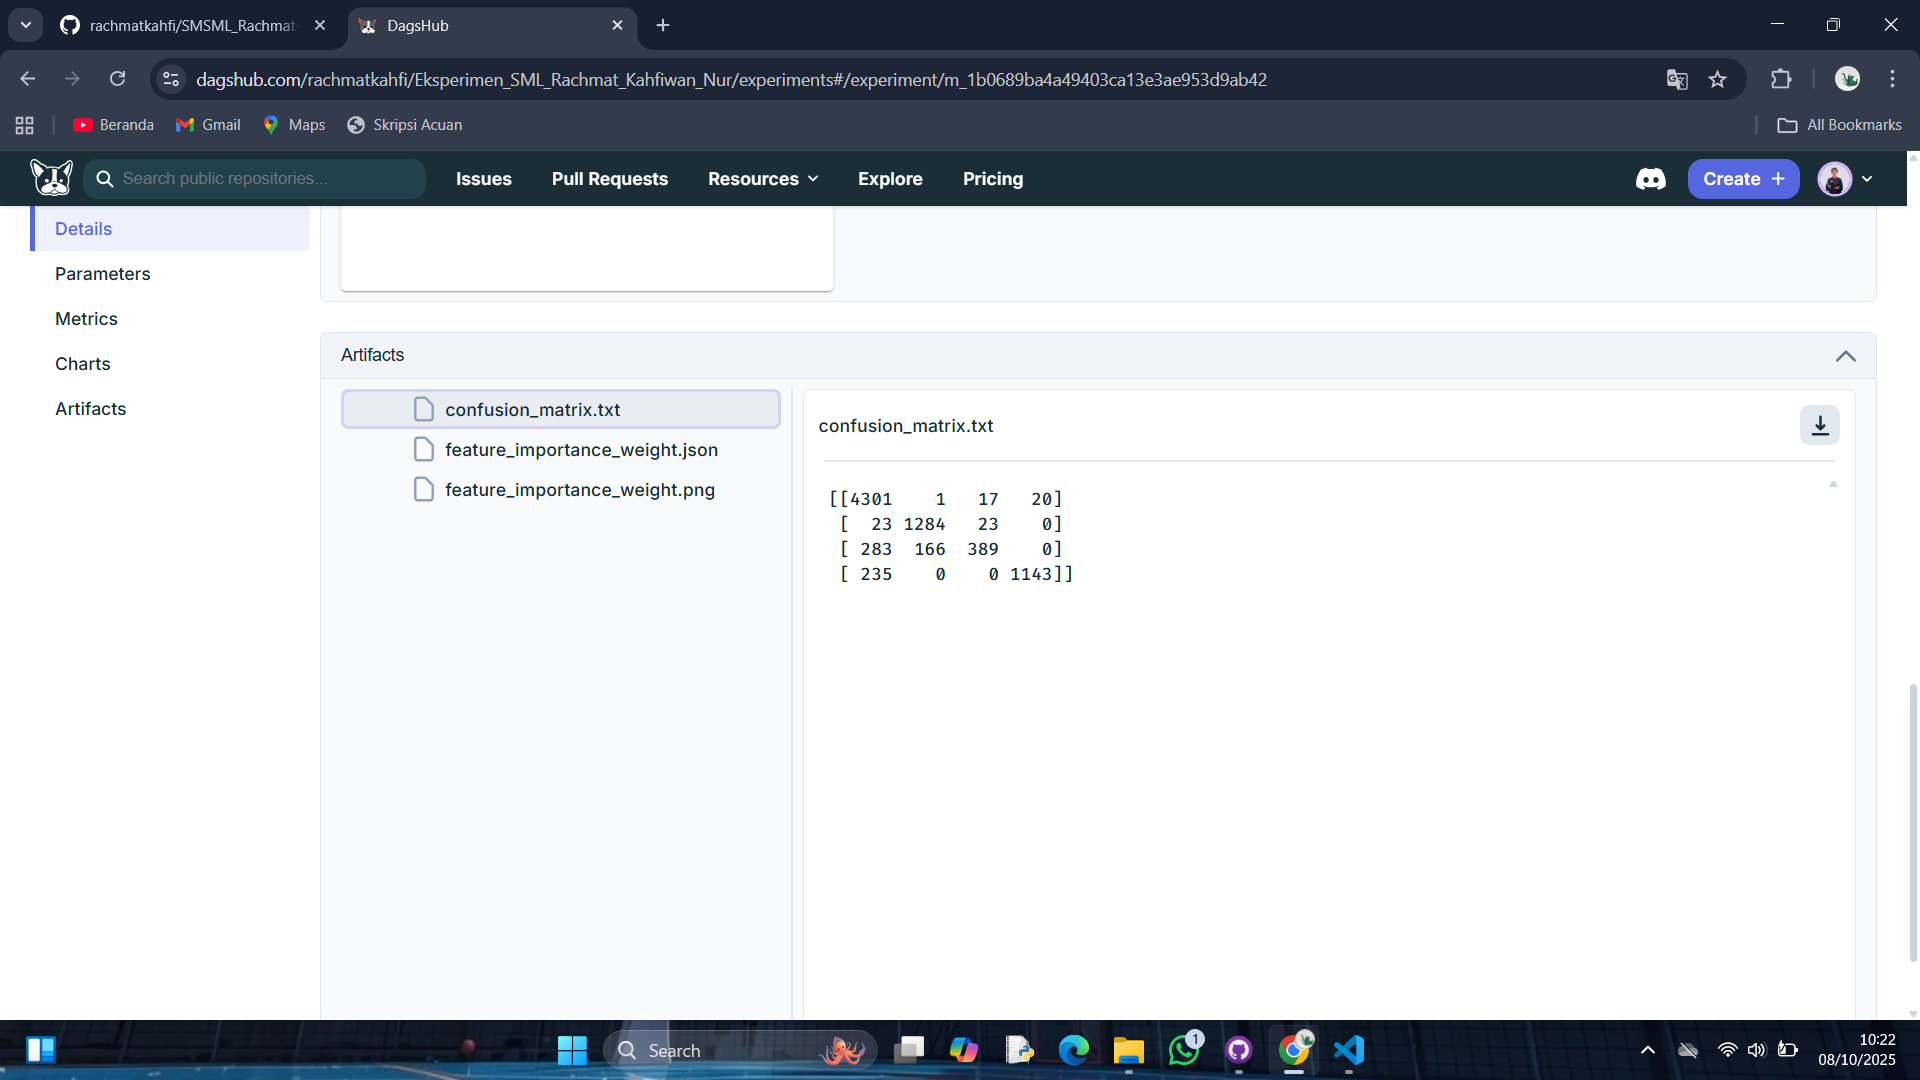 rachmatkahfi/SMSML_Rachmat-
DagsHub
dagshub.com/rachmatkahfi/Eksperimen_SML_Rachmat_Kahfiwan_Nur/experiments#/experiment/m_1b0689ba4a49403ca13e3ae953d9ab42
Beranda
Gmail
Maps
Skripsi Acuan
All Bookmarks
Search public repositories...
Issues
Pull Requests
Resources
Explore
Pricing
Create +
Details
Parameters
Metrics
Charts
Artifacts
Artifacts
confusion_matrix.txt
feature_importance_weight.json
feature_importance_weight.png
confusion_matrix.txt
[[4301    1   17   20]
 [  23 1284   23    0]
 [ 283  166  389    0]
 [ 235    0    0 1143]]
Search
1
10:22
08/10/2025